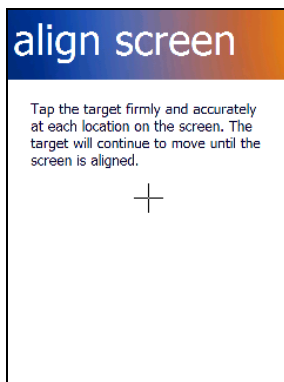 align screen
Tap the target firmly and accurately
at each location on the screen. The
target will continue to move until the
screen is aligned.